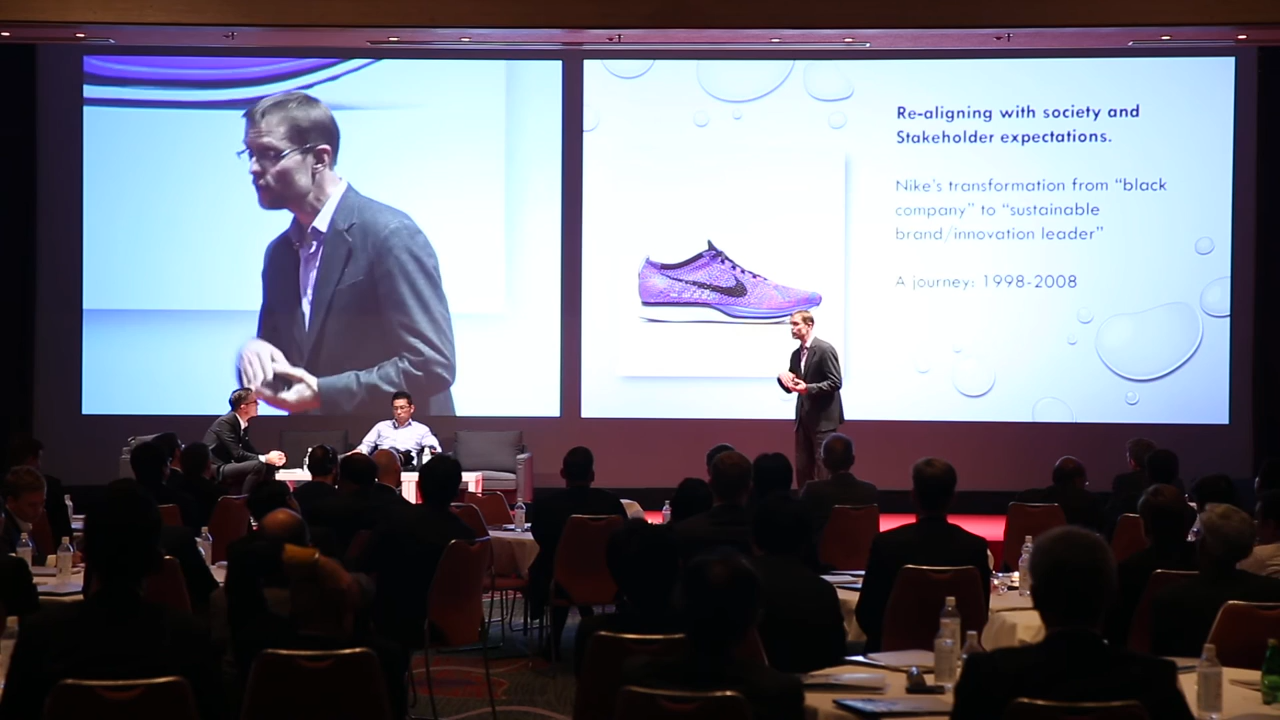 Re-aligning with society and
Stakeholder expectations.
Nike's transformation from "black
company" to "sustainable
brand/innovation leader"
A journey: 1998-2008